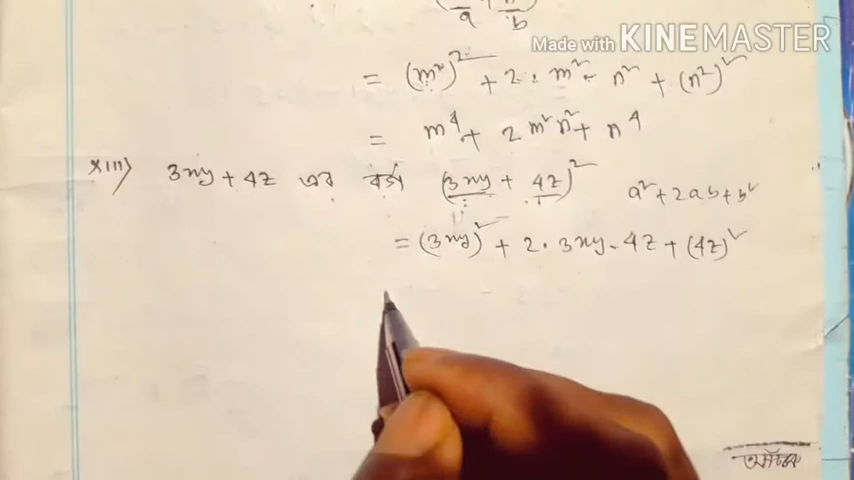 a b
Made with KINEMASTER
= (m²)² + 2 · m² · n² + (n²)²
= m⁴ + 2m²n² + n⁴
xiii) 3xy + 4z এর বর্গ (3xy + 4z)² a² + 2ab + b²
= (3xy)² + 2 · 3xy · 4z + (4z)²